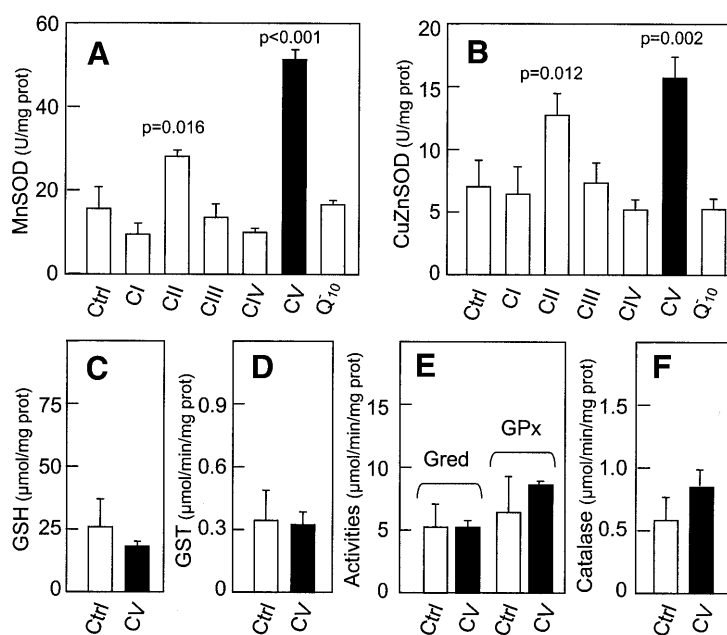 A
MnSOD (U/mg prot)
60
40
20
0
p=0.016
p<0.001
Ctrl
CI
CII
CIII
CIV
CV
Q-10
B
CuZnSOD (U/mg prot)
20
15
10
5
0
p=0.012
p=0.002
Ctrl
CI
CII
CIII
CIV
CV
Q-10
C
GSH (µmol/mg prot)
75
50
25
0
Ctrl
CV
D
GST (µmol/min/mg prot)
0.9
0.6
0.3
0
Ctrl
CV
E
Activities (µmol/min/mg prot)
15
10
5
0
Gred
GPx
Ctrl
CV
Ctrl
CV
F
Catalase (µmol/min/mg prot)
1.5
1.0
0.5
0
Ctrl
CV